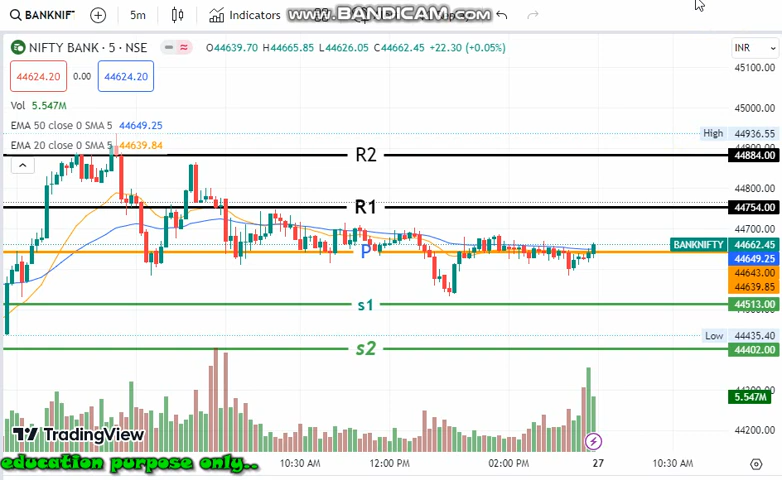 BANKNIF
5m
Indicators
www.BANDICAM.com
NIFTY BANK · 5 · NSE
O44639.70 H44665.85 L44626.05 C44662.45 +22.30 (+0.05%)
INR
44624.20 0.00 44624.20
Vol 5.547M
EMA 50 close 0 SMA 5 44649.25
EMA 20 close 0 SMA 5 44639.84
45100.00
45000.00
High 44936.55
R2
44884.00
44800.00
R1
44754.00
44700.00
BANKNIFTY 44662.45
P
44649.25
44643.00
44639.85
s1
44513.00
Low 44435.40
s2
44402.00
44300.00
5.547M
44200.00
TradingView
education purpose only..
10:30 AM 12:00 PM 02:00 PM 27 10:30 AM